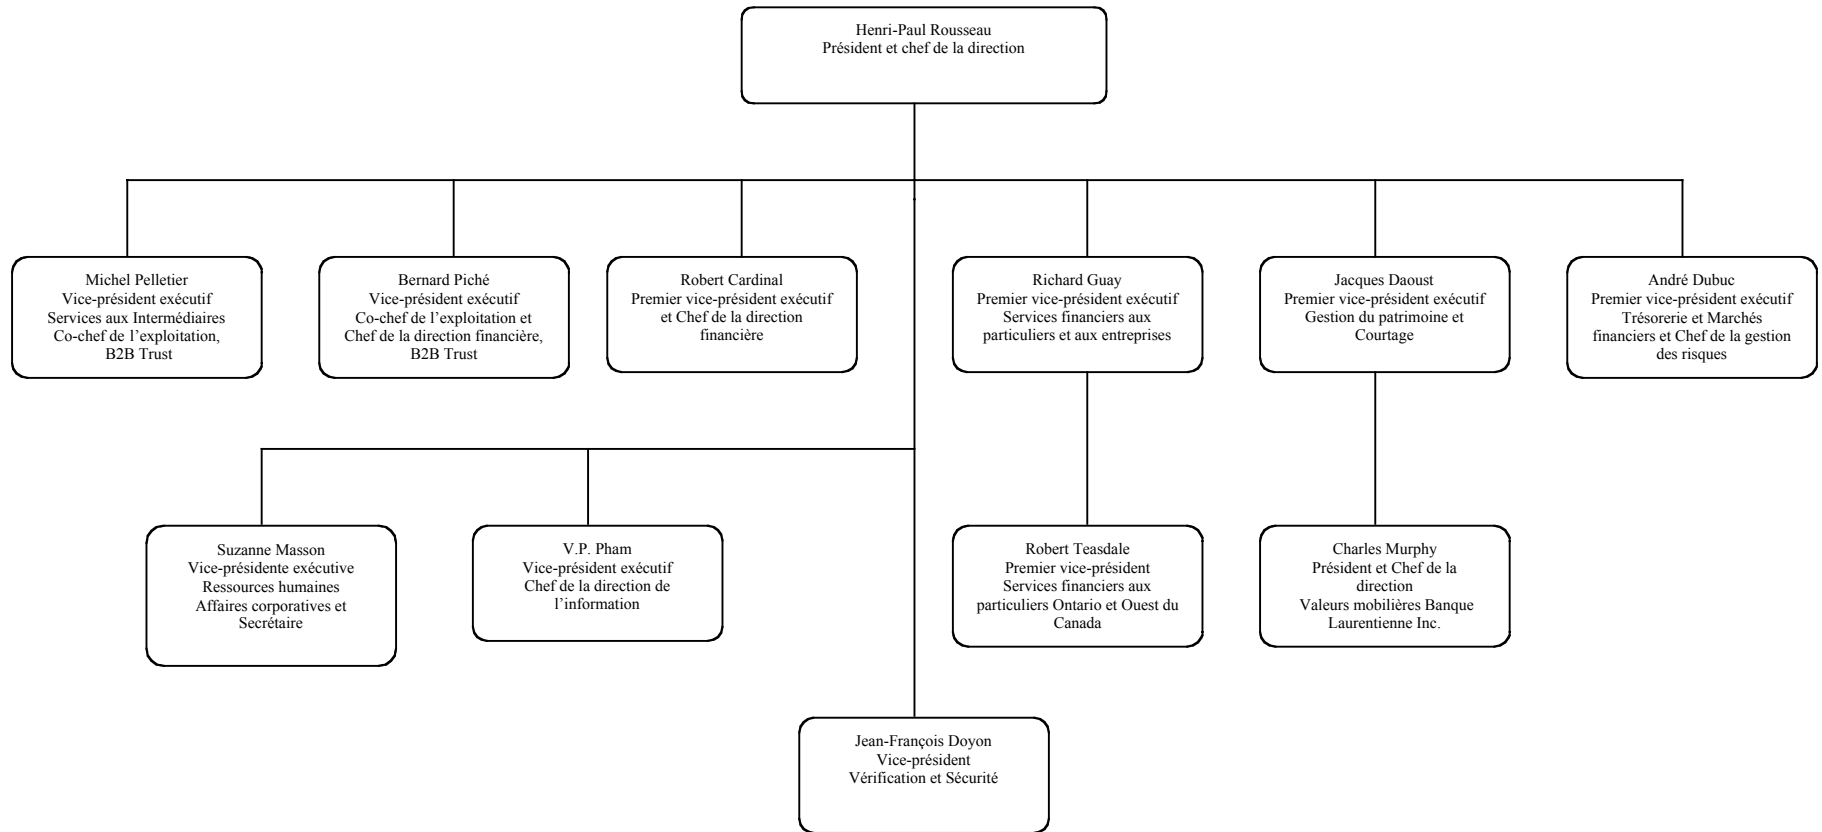 Henri-Paul Rousseau
Président et chef de la direction
Michel Pelletier
Vice-président exécutif
Services aux Intermédiaires
Co-chef de l’exploitation,
B2B Trust
Bernard Piché
Vice-président exécutif
Co-chef de l’exploitation et
Chef de la direction financière,
B2B Trust
Robert Cardinal
Premier vice-président exécutif
et Chef de la direction
financière
Richard Guay
Premier vice-président exécutif
Services financiers aux
particuliers et aux entreprises
Jacques Daoust
Premier vice-président exécutif
Gestion du patrimoine et
Courtage
André Dubuc
Premier vice-président exécutif
Trésorerie et Marchés
financiers et Chef de la gestion
des risques
Suzanne Masson
Vice-présidente exécutive
Ressources humaines
Affaires corporatives et
Secrétaire
V.P. Pham
Vice-président exécutif
Chef de la direction de
l’information
Robert Teasdale
Premier vice-président
Services financiers aux
particuliers Ontario et Ouest du
Canada
Charles Murphy
Président et Chef de la
direction
Valeurs mobilières Banque
Laurentienne Inc.
Jean-François Doyon
Vice-président
Vérification et Sécurité